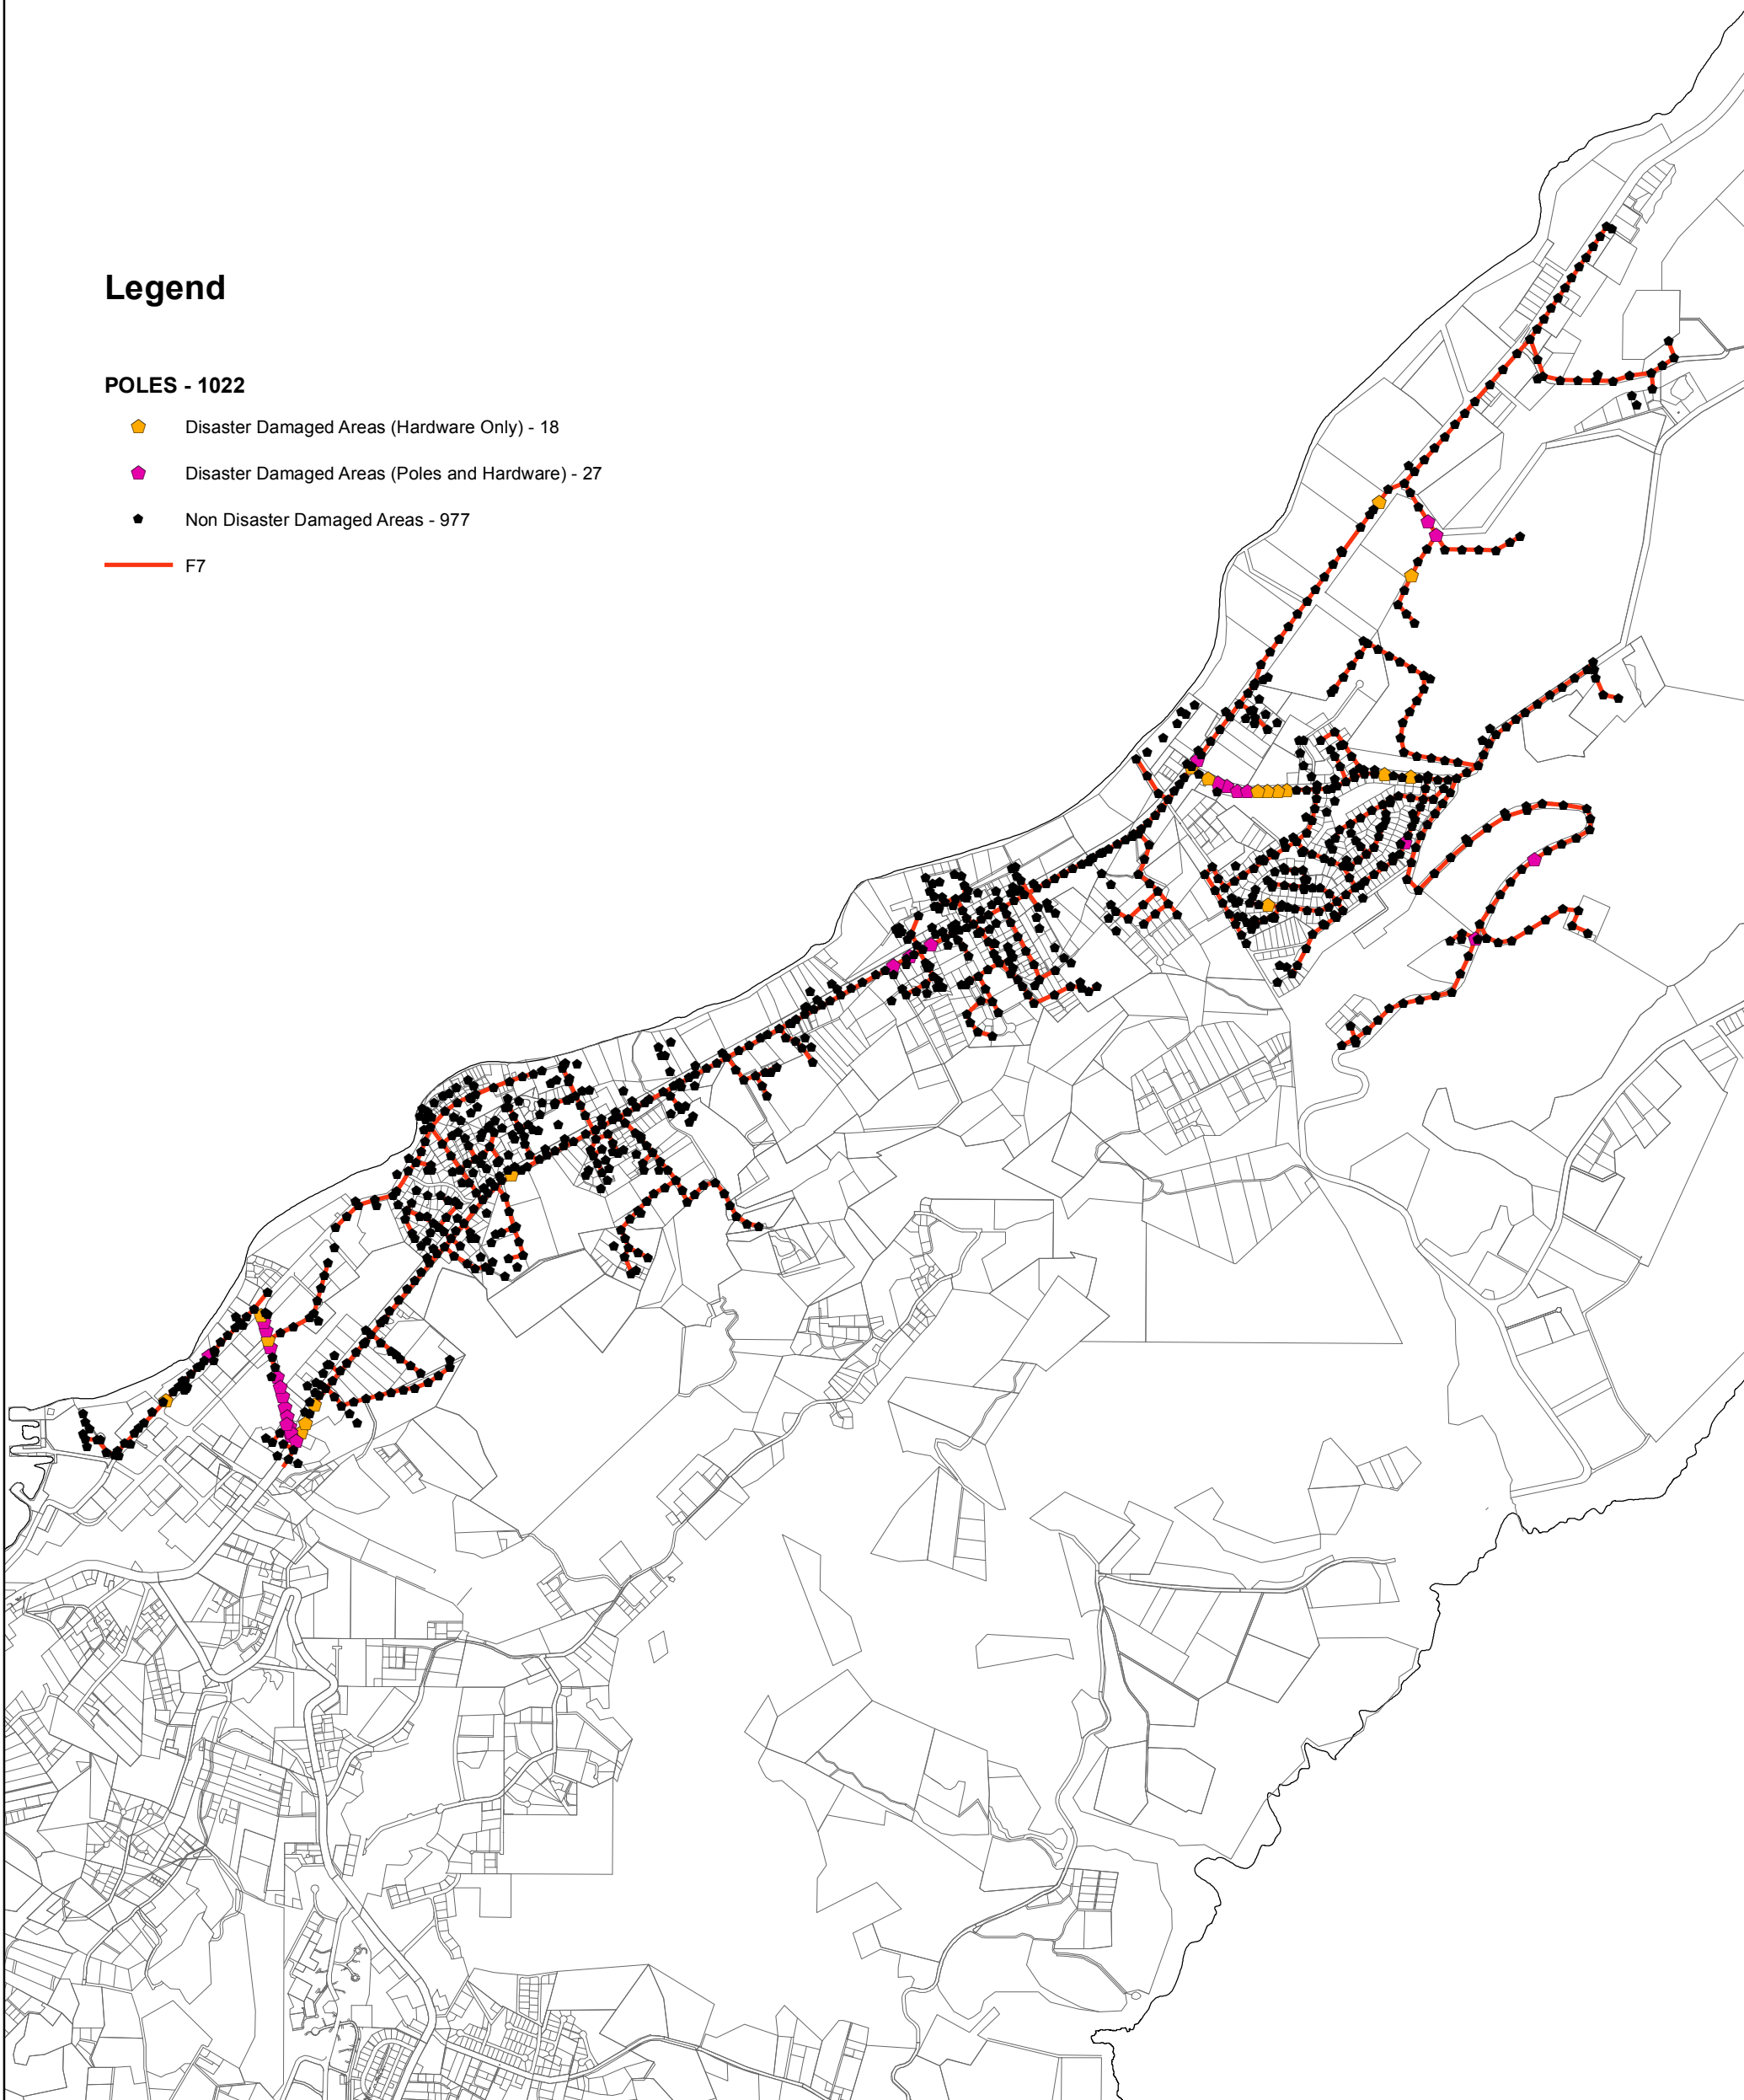 Legend
POLES - 1022
Disaster Damaged Areas (Hardware Only) - 18
Disaster Damaged Areas (Poles and Hardware) - 27
Non Disaster Damaged Areas - 977
F7